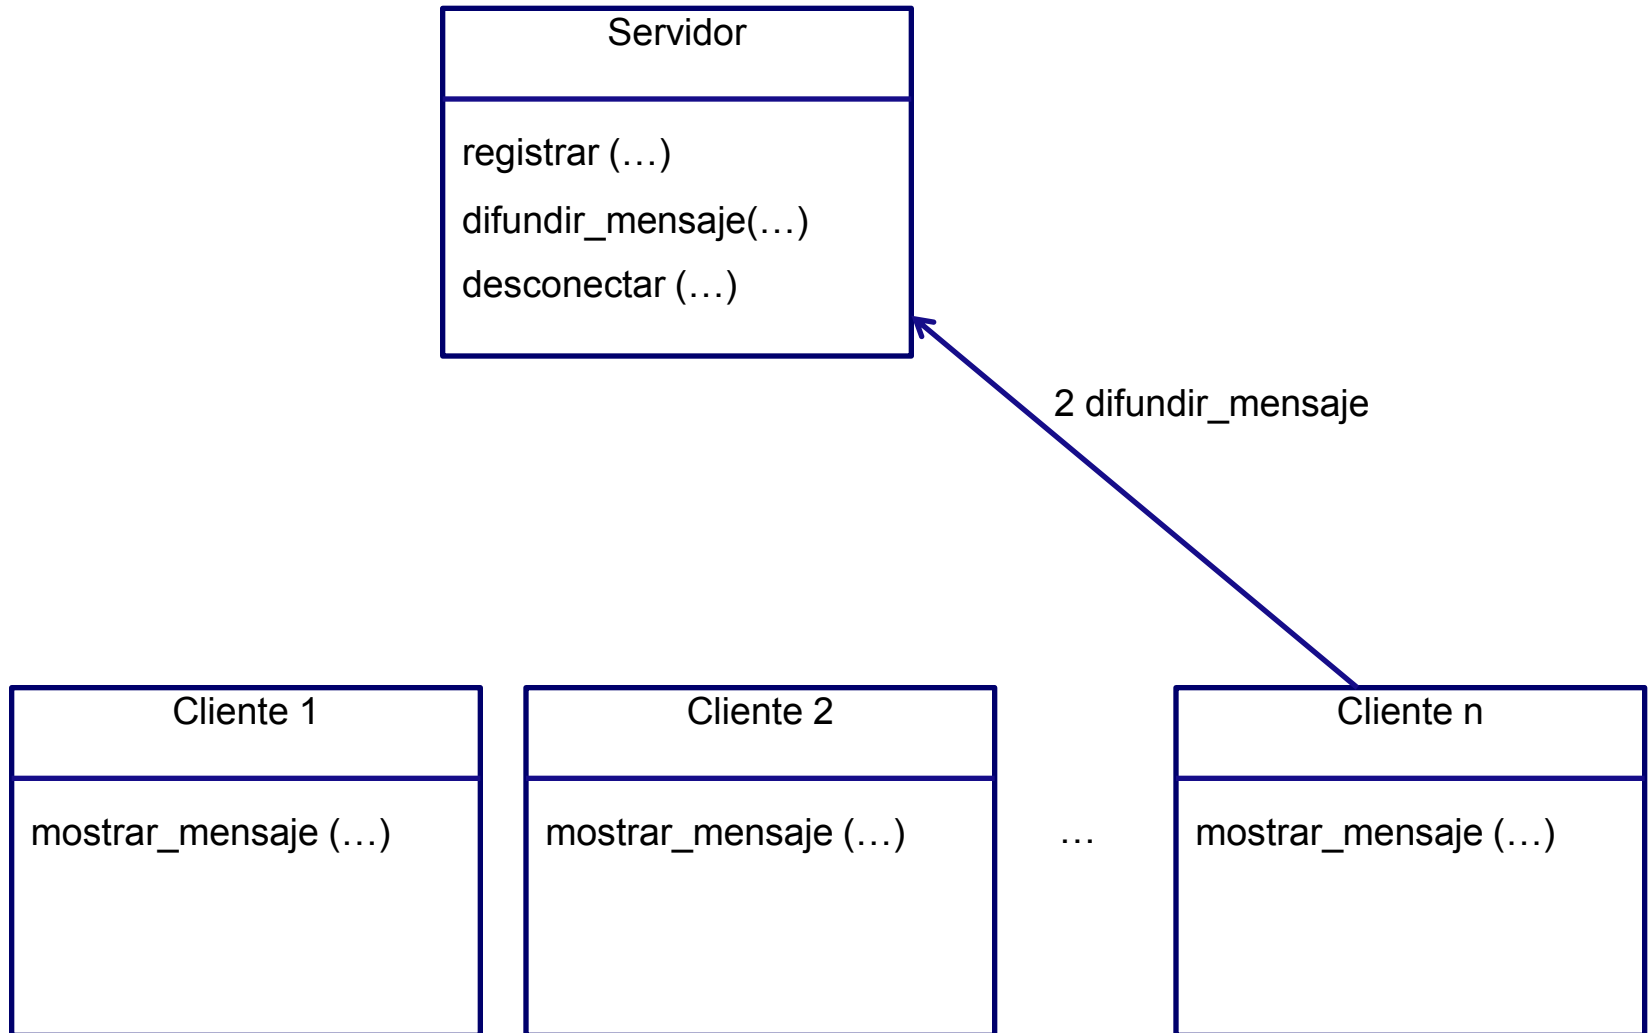 Servidor
registrar (…)
difundir_mensaje(…)
desconectar (…)
2 difundir_mensaje
Cliente 1
mostrar_mensaje (…)
Cliente 2
mostrar_mensaje (…)
…
Cliente n
mostrar_mensaje (…)